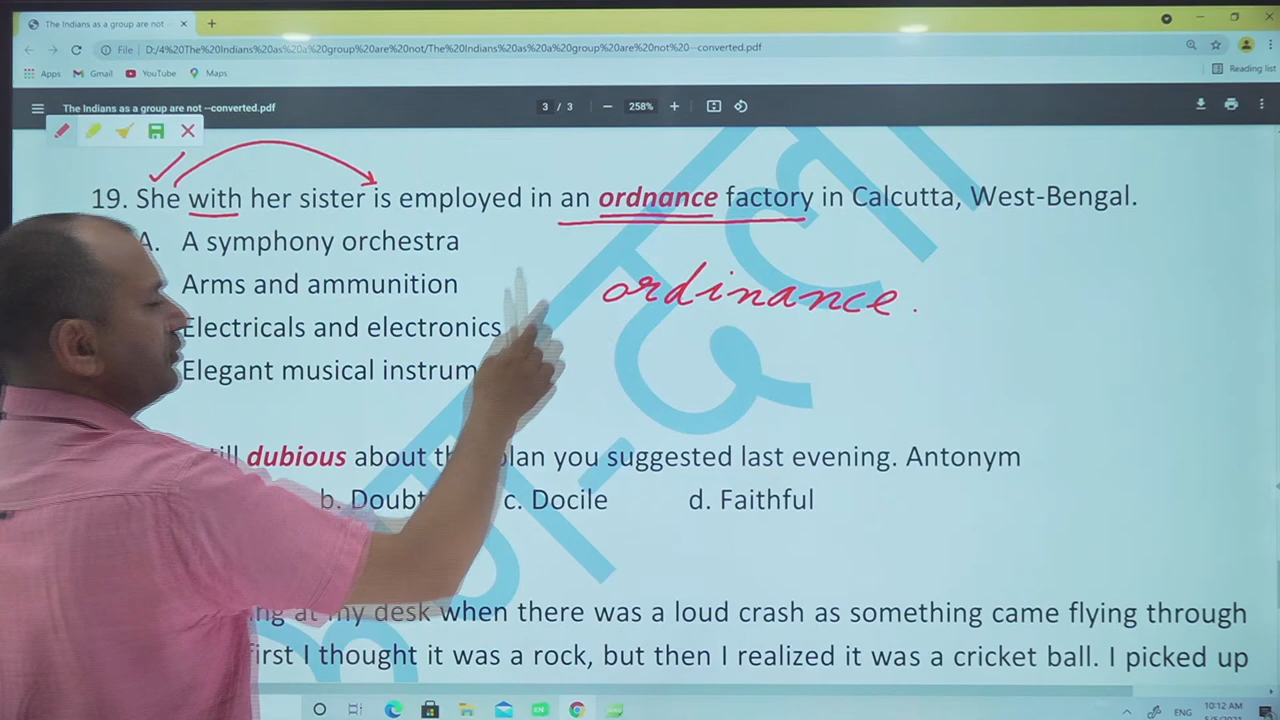 The Indians as a group are not
File D:/4%20The%20Indians%20as%20a%20group%20are%20not/The%20Indians%20as%20a%20group%20are%20not%20--converted.pdf
Apps Gmail YouTube Maps Reading list
The Indians as a group are not --converted.pdf 3 / 3 258%
19. She with her sister is employed in an ordnance factory in Calcutta, West-Bengal.
A. A symphony orchestra
ordinance.
Arms and ammunition
Electricals and electronics
Elegant musical instrum
till dubious about th plan you suggested last evening. Antonym
b. Doubt c. Docile d. Faithful
ng at my desk when there was a loud crash as something came flying through
first I thought it was a rock, but then I realized it was a cricket ball. I picked up
ENG 10:12 AM